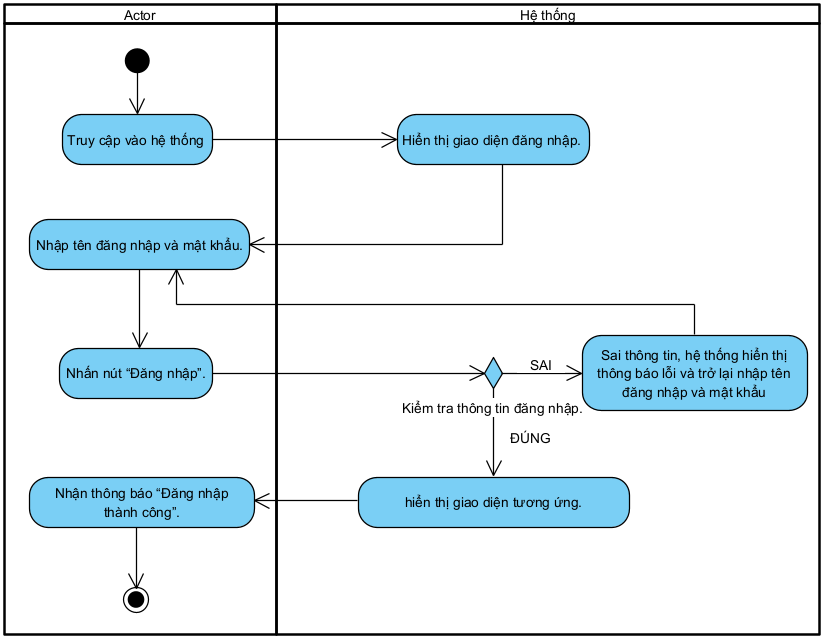 Actor
Hệ thống
Truy cập vào hệ thống
Hiển thị giao diện đăng nhập.
Nhập tên đăng nhập và mật khẩu.
Nhấn nút “Đăng nhập”.
SAI
Sai thông tin, hệ thống hiển thị
thông báo lỗi và trở lại nhập tên
đăng nhập và mật khẩu
Kiểm tra thông tin đăng nhập.
ĐÚNG
Nhận thông báo “Đăng nhập
thành công”.
hiển thị giao diện tương ứng.